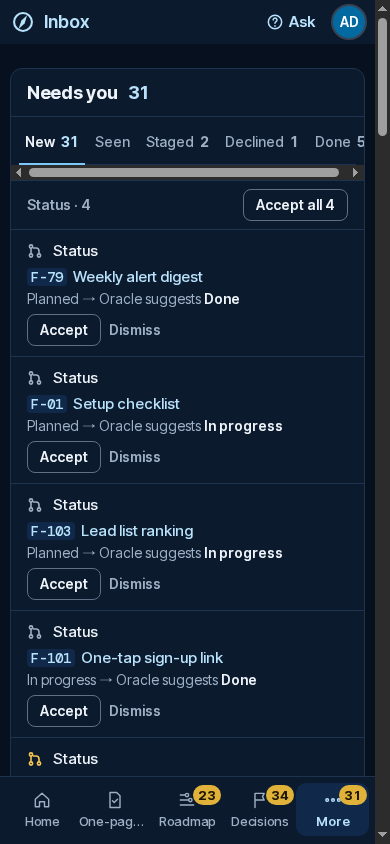 Inbox
Ask
AD
Needs you 31
New 31 Seen Staged 2 Declined 1 Done 5
Status · 4
Accept all 4
Status
F-79 Weekly alert digest
Planned → Oracle suggests Done
Accept Dismiss
Status
F-01 Setup checklist
Planned → Oracle suggests In progress
Accept Dismiss
Status
F-103 Lead list ranking
Planned → Oracle suggests In progress
Accept Dismiss
Status
F-101 One-tap sign-up link
In progress → Oracle suggests Done
Accept Dismiss
Status
23 34 31
Home One-pag… Roadmap Decisions More